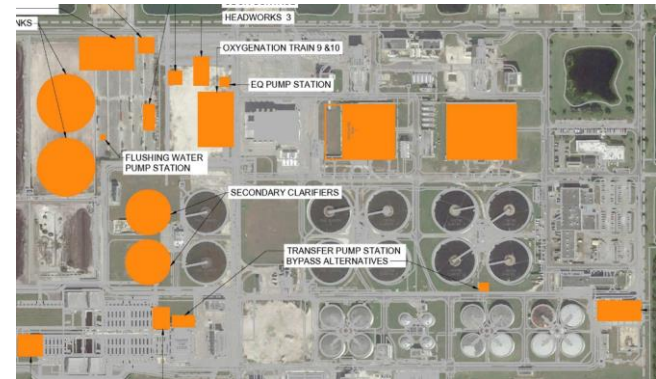 HEADWORKS 3
NKS
OXYGENATION TRAIN 9 &10
EQ PUMP STATION
FLUSHING WATER
PUMP STATION
SECONDARY CLARIFIERS
TRANSFER PUMP STATION
BYPASS ALTERNATIVES